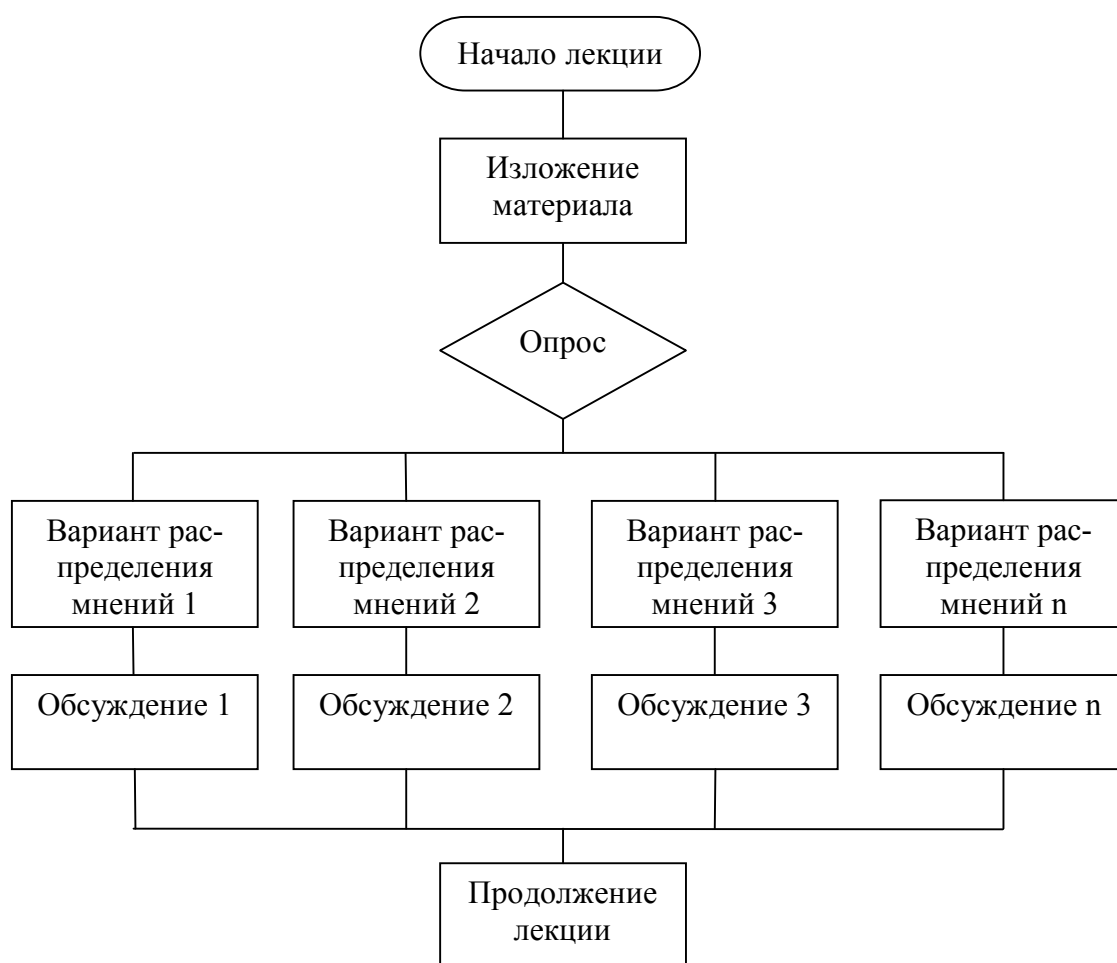 Начало лекции
Изложение
материала
Опрос
Вариант рас-
пределения
мнений 1
Вариант рас-
пределения
мнений 2
Вариант рас-
пределения
мнений 3
Вариант рас-
пределения
мнений n
Обсуждение 1
Обсуждение 2
Обсуждение 3
Обсуждение n
Продолжение
лекции